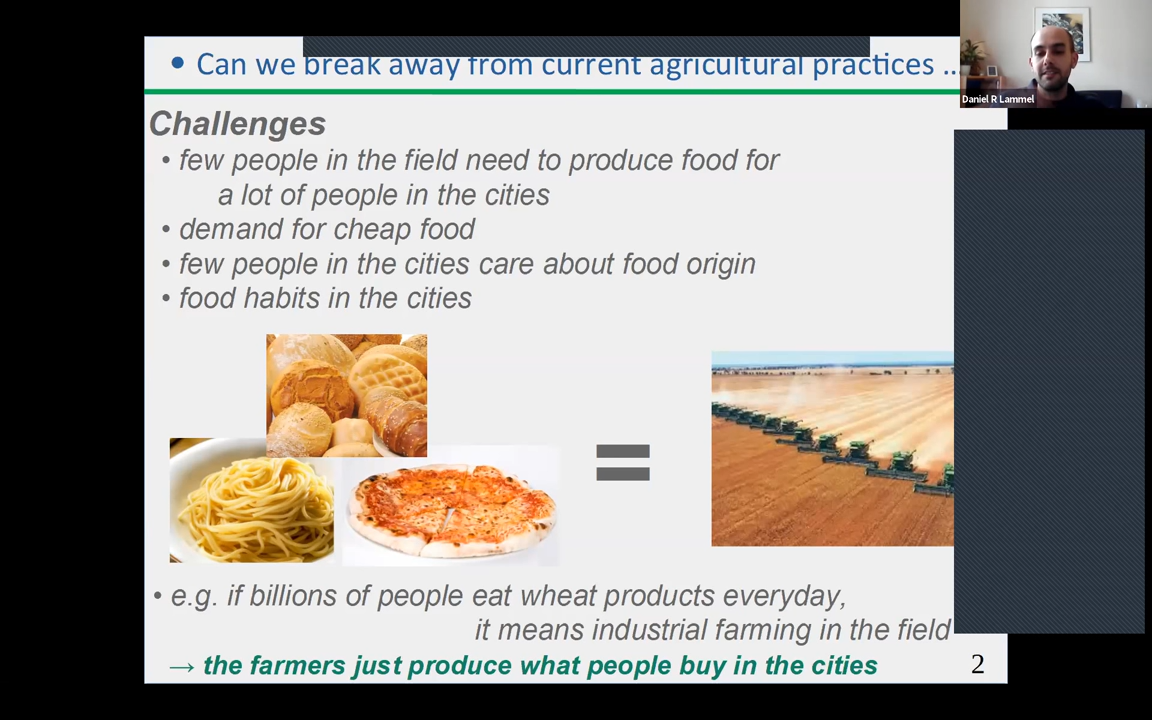 • Can we break away from current agricultural practices ...
Daniel R Lammel
Challenges
• few people in the field need to produce food for
a lot of people in the cities
• demand for cheap food
• few people in the cities care about food origin
• food habits in the cities
=
• e.g. if billions of people eat wheat products everyday,
it means industrial farming in the field
→ the farmers just produce what people buy in the cities
2